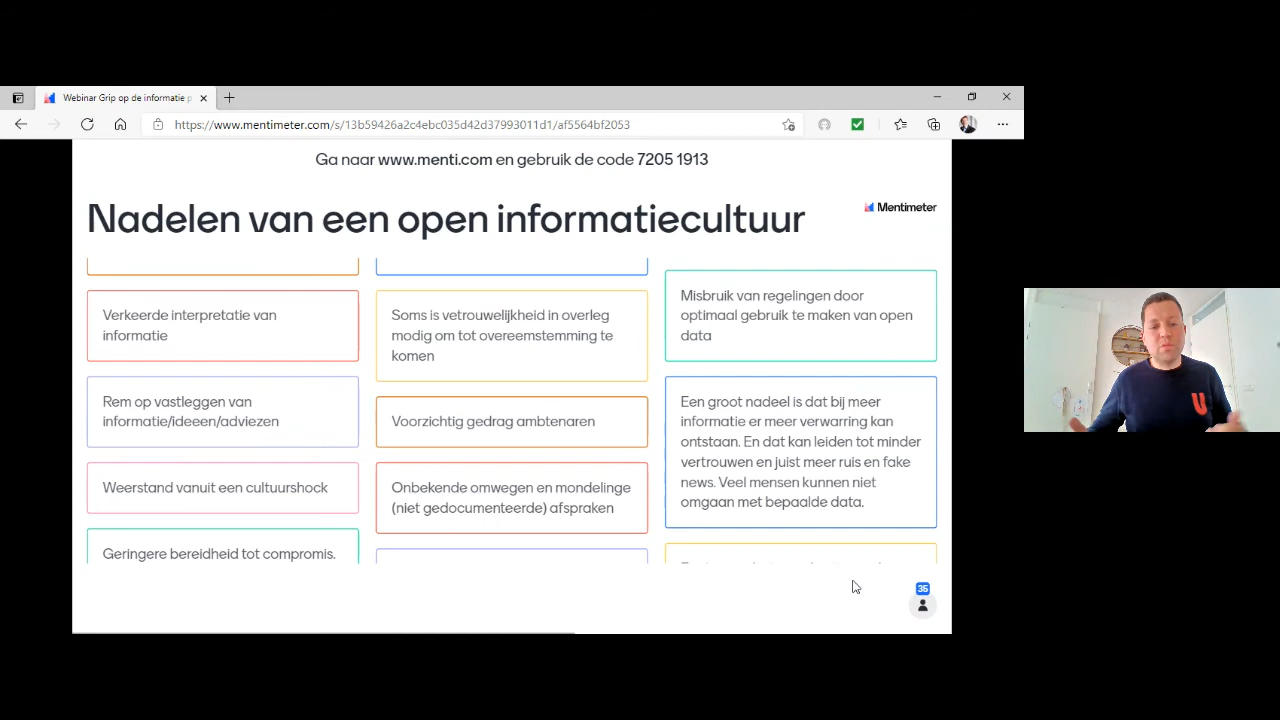 Webinar Grip op de informatie p
https://www.mentimeter.com/s/13b59426a2c4ebc035d42d37993011d1/af5564bf2053
Ga naar www.menti.com en gebruik de code 7205 1913
Nadelen van een open informatiecultuur
Mentimeter
Verkeerde interpretatie van
informatie
Rem op vastleggen van
informatie/ideeen/adviezen
Weerstand vanuit een cultuurshock
Geringere bereidheid tot compromis.
Soms is vetrouwelijkheid in overleg
modig om tot overeemstemming te
komen
Voorzichtig gedrag ambtenaren
Onbekende omwegen en mondelinge
(niet gedocumenteerde) afspraken
Misbruik van regelingen door
optimaal gebruik te maken van open
data
Een groot nadeel is dat bij meer
informatie er meer verwarring kan
ontstaan. En dat kan leiden tot minder
vertrouwen en juist meer ruis en fake
news. Veel mensen kunnen niet
omgaan met bepaalde data.
35
U